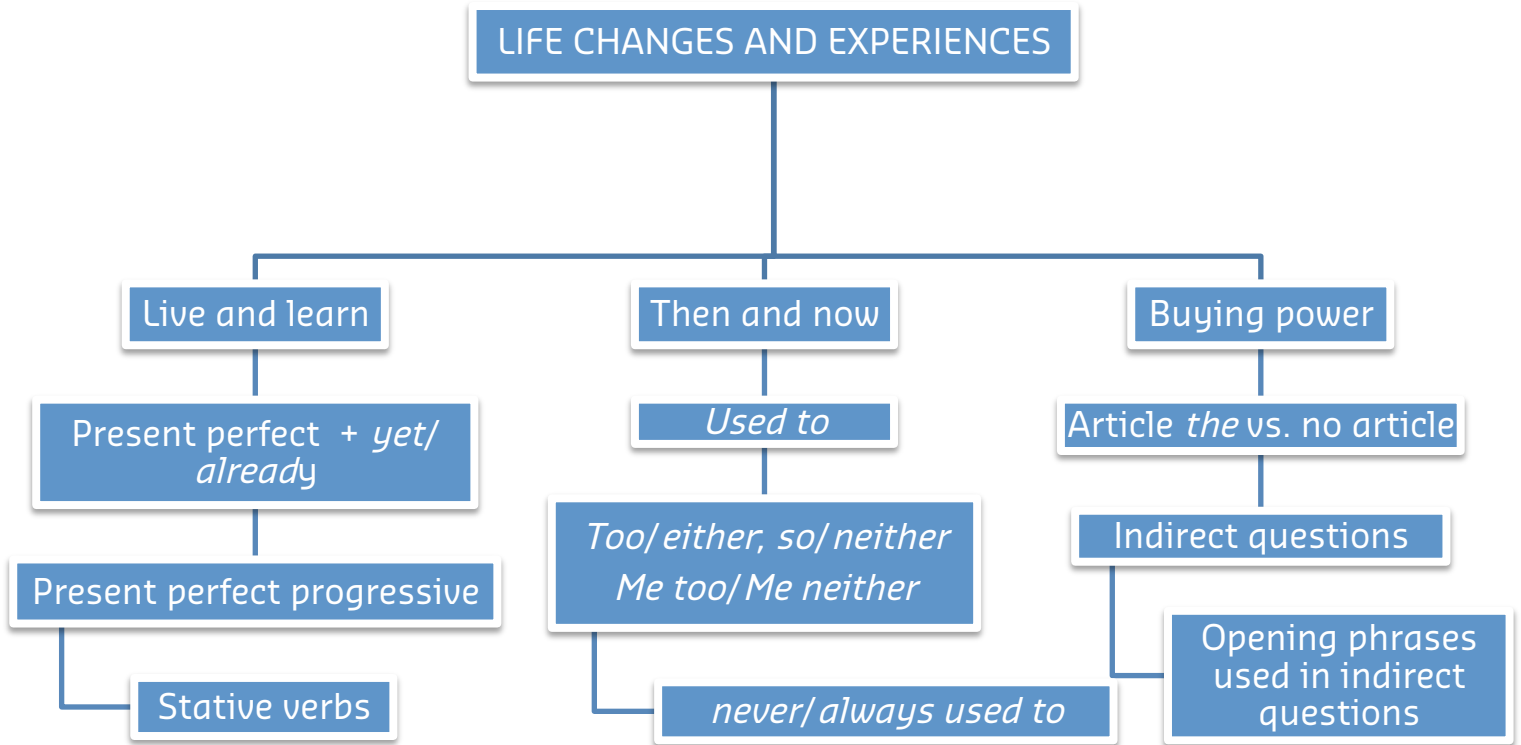 LIFE CHANGES AND EXPERIENCES
Live and learn
Present perfect + yet/
already
Present perfect progressive
Stative verbs
Then and now
Used to
Too/either, so/neither
Me too/Me neither
never/always used to
Buying power
Article the vs. no article
Indirect questions
Opening phrases
used in indirect
questions